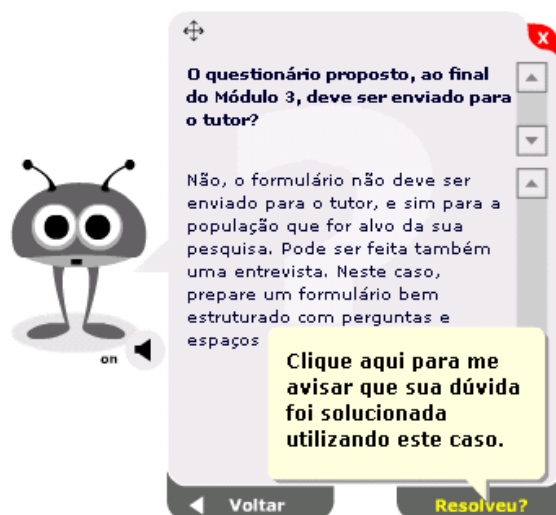 X
O questionário proposto, ao final
do Módulo 3, deve ser enviado para
o tutor?
Não, o formulário não deve ser
enviado para o tutor, e sim para a
população que for alvo da sua
pesquisa. Pode ser feita também
uma entrevista. Neste caso,
prepare um formulário bem
estruturado com perguntas e
espaços
on
Clique aqui para me
avisar que sua dúvida
foi solucionada
utilizando este caso.
Voltar
Resolveu?